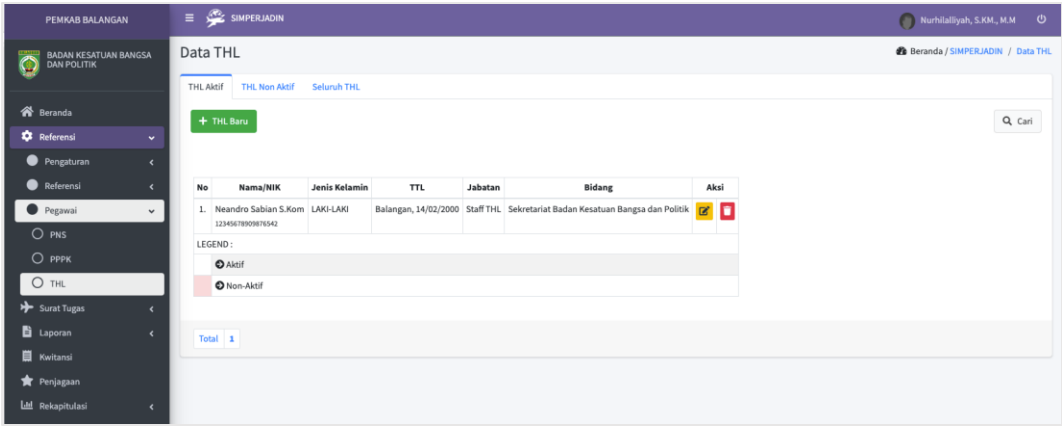 PEMKAB BALANGAN
SIMPERJADIN
Nurhilalliyah, S.KM., M.M
BADAN KESATUAN BANGSA
DAN POLITIK
Data THL
Beranda / SIMPERJADIN / Data THL
THL Aktif THL Non Aktif Seluruh THL
Beranda
Referensi
Pengaturan
Referensi
Pegawai
PNS
PPPK
THL
Surat Tugas
Laporan
Kwitansi
Penjagaan
Rekapitulasi
+ THL Baru
Cari
No Nama/NIK Jenis Kelamin TTL Jabatan Bidang Aksi
1. Neandro Sabian S.Kom LAKI-LAKI Balangan, 14/02/2000 Staff THL Sekretariat Badan Kesatuan Bangsa dan Politik
12345678909876542
LEGEND :
Aktif
Non-Aktif
Total 1